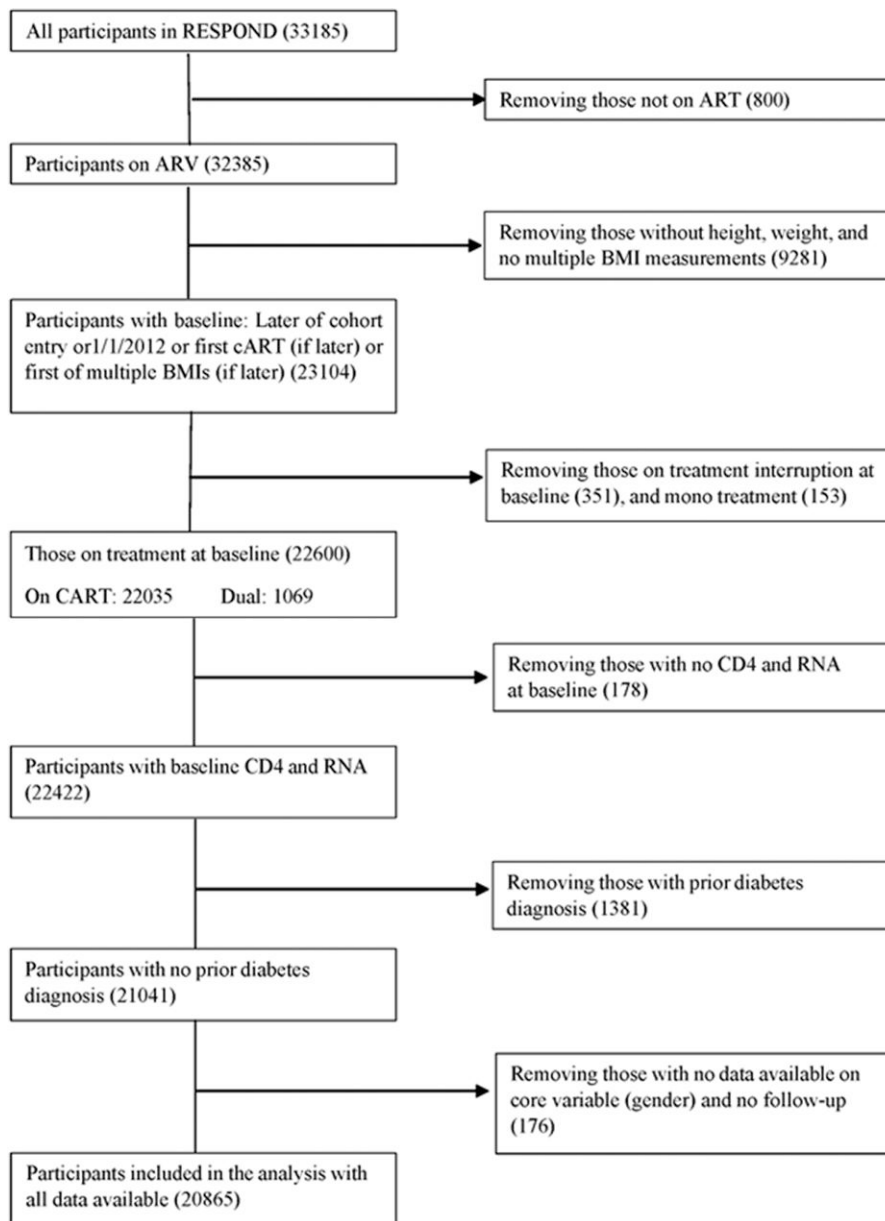 All participants in RESPOND (33185)
Removing those not on ART (800)
Participants on ARV (32385)
Removing those without height, weight, and
no multiple BMI measurements (9281)
Participants with baseline: Later of cohort
entry or1/1/2012 or first cART (if later) or
first of multiple BMIs (if later) (23104)
Removing those on treatment interruption at
baseline (351), and mono treatment (153)
Those on treatment at baseline (22600)
On CART: 22035 Dual: 1069
Removing those with no CD4 and RNA
at baseline (178)
Participants with baseline CD4 and RNA
(22422)
Removing those with prior diabetes
diagnosis (1381)
Participants with no prior diabetes
diagnosis (21041)
Removing those with no data available on
core variable (gender) and no follow-up
(176)
Participants included in the analysis with
all data available (20865)